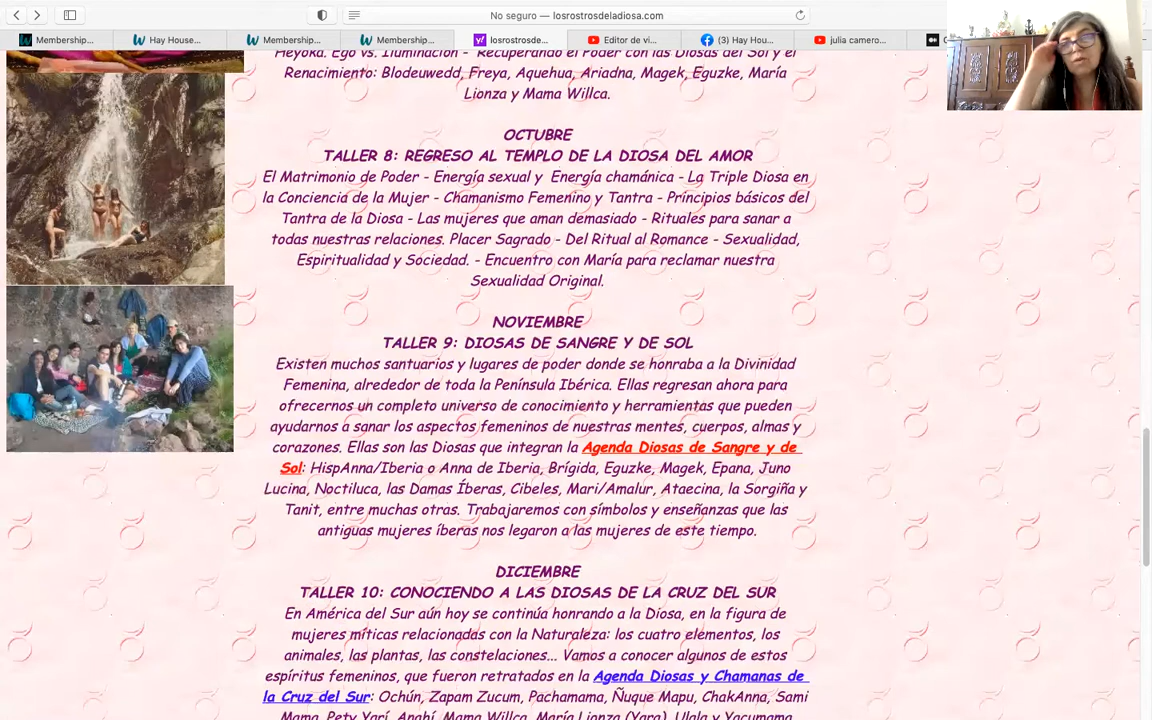 No seguro — losrostrosdeladiosa.com
Membership...
Hay House...
Membership...
Membership...
losrostrosde...
Editor de vi...
(3) Hay Hou...
julia camero...
Heyoka. Ego vs. Iluminación - Recuperando el Poder con las Diosas del Sol y el
Renacimiento: Blodeuwedd, Freya, Aquehua, Ariadna, Magek, Eguzke, María
Lionza y Mama Willca.
OCTUBRE
TALLER 8: REGRESO AL TEMPLO DE LA DIOSA DEL AMOR
El Matrimonio de Poder - Energía sexual y Energía chamánica - La Triple Diosa en
la Conciencia de la Mujer - Chamanismo Femenino y Tantra - Principios básicos del
Tantra de la Diosa - Las mujeres que aman demasiado - Rituales para sanar a
todas nuestras relaciones. Placer Sagrado - Del Ritual al Romance - Sexualidad,
Espiritualidad y Sociedad. - Encuentro con María para reclamar nuestra
Sexualidad Original.
NOVIEMBRE
TALLER 9: DIOSAS DE SANGRE Y DE SOL
Existen muchos santuarios y lugares de poder donde se honraba a la Divinidad
Femenina, alrededor de toda la Península Ibérica. Ellas regresan ahora para
ofrecernos un completo universo de conocimiento y herramientas que pueden
ayudarnos a sanar los aspectos femeninos de nuestras mentes, cuerpos, almas y
corazones. Ellas son las Diosas que integran la Agenda Diosas de Sangre y de
Sol: HispAnna/Iberia o Anna de Iberia, Brígida, Eguzke, Magek, Epana, Juno
Lucina, Noctiluca, las Damas Íberas, Cibeles, Mari/Amalur, Ataecina, la Sorgiña y
Tanit, entre muchas otras. Trabajaremos con símbolos y enseñanzas que las
antiguas mujeres íberas nos legaron a las mujeres de este tiempo.
DICIEMBRE
TALLER 10: CONOCIENDO A LAS DIOSAS DE LA CRUZ DEL SUR
En América del Sur aún hoy se continúa honrando a la Diosa, en la figura de
mujeres míticas relacionadas con la Naturaleza: los cuatro elementos, los
animales, las plantas, las constelaciones... Vamos a conocer algunos de estos
espíritus femeninos, que fueron retratados en la Agenda Diosas y Chamanas de
la Cruz del Sur: Ochún, Zapam Zucum, Pachamama, Ñuque Mapu, ChakAnna, Sami
Mama, Pety Yarí, Anahí, Mama Willca, María Lionza (Yara), Ulala y Yacumama